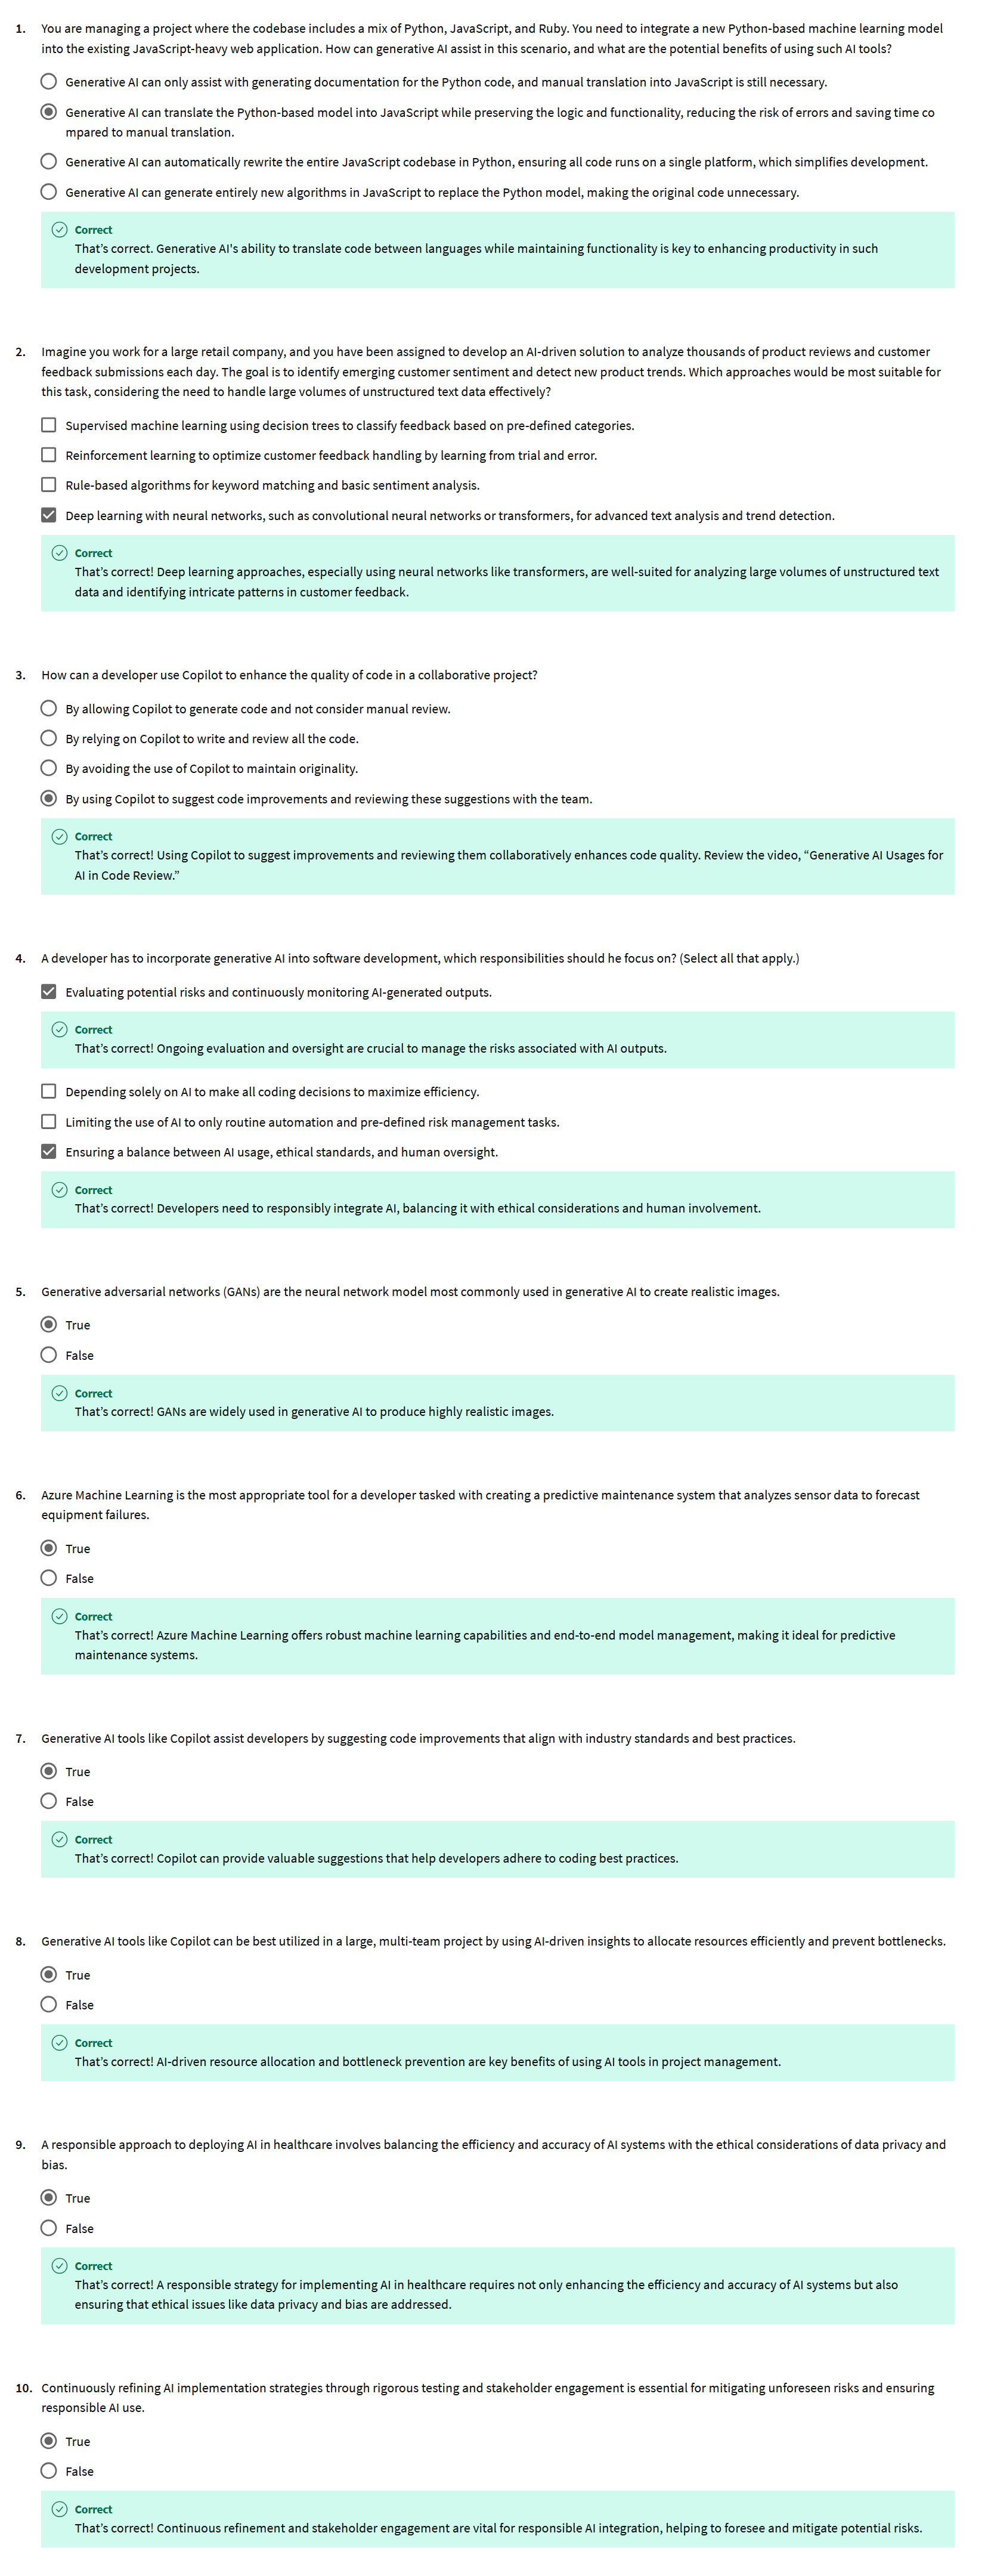 1. You are managing a project where the codebase includes a mix of Python, JavaScript, and Ruby. You need to integrate a new Python-based machine learning model
into the existing JavaScript-heavy web application. How can generative AI assist in this scenario, and what are the potential benefits of using such AI tools?
Generative AI can only assist with generating documentation for the Python code, and manual translation into JavaScript is still necessary.
Generative AI can translate the Python-based model into JavaScript while preserving the logic and functionality, reducing the risk of errors and saving time co
mpared to manual translation.
Generative AI can automatically rewrite the entire JavaScript codebase in Python, ensuring all code runs on a single platform, which simplifies development.
Generative AI can generate entirely new algorithms in JavaScript to replace the Python model, making the original code unnecessary.
Correct
That's correct. Generative AI's ability to translate code between languages while maintaining functionality is key to enhancing productivity in such
development projects.
2. Imagine you work for a large retail company, and you have been assigned to develop an AI-driven solution to analyze thousands of product reviews and customer
feedback submissions each day. The goal is to identify emerging customer sentiment and detect new product trends. Which approaches would be most suitable for
this task, considering the need to handle large volumes of unstructured text data effectively?
Supervised machine learning using decision trees to classify feedback based on pre-defined categories.
Reinforcement learning to optimize customer feedback handling by learning from trial and error.
Rule-based algorithms for keyword matching and basic sentiment analysis.
Deep learning with neural networks, such as convolutional neural networks or transformers, for advanced text analysis and trend detection.
Correct
That's correct! Deep learning approaches, especially using neural networks like transformers, are well-suited for analyzing large volumes of unstructured text
data and identifying intricate patterns in customer feedback.
3. How can a developer use Copilot to enhance the quality of code in a collaborative project?
By allowing Copilot to generate code and not consider manual review.
By relying on Copilot to write and review all the code.
By avoiding the use of Copilot to maintain originality.
By using Copilot to suggest code improvements and reviewing these suggestions with the team.
Correct
That's correct! Using Copilot to suggest improvements and reviewing them collaboratively enhances code quality. Review the video, “Generative AI Usages for
AI in Code Review.”
4. A developer has to incorporate generative AI into software development, which responsibilities should he focus on? (Select all that apply.)
Evaluating potential risks and continuously monitoring AI-generated outputs.
Correct
That's correct! Ongoing evaluation and oversight are crucial to manage the risks associated with AI outputs.
Depending solely on AI to make all coding decisions to maximize efficiency.
Limiting the use of AI to only routine automation and pre-defined risk management tasks.
Ensuring a balance between AI usage, ethical standards, and human oversight.
Correct
That's correct! Developers need to responsibly integrate AI, balancing it with ethical considerations and human involvement.
5. Generative adversarial networks (GANs) are the neural network model most commonly used in generative AI to create realistic images.
True
False
Correct
That's correct! GANs are widely used in generative AI to produce highly realistic images.
6. Azure Machine Learning is the most appropriate tool for a developer tasked with creating a predictive maintenance system that analyzes sensor data to forecast
equipment failures.
True
False
Correct
That's correct! Azure Machine Learning offers robust machine learning capabilities and end-to-end model management, making it ideal for predictive
maintenance systems.
7. Generative AI tools like Copilot assist developers by suggesting code improvements that align with industry standards and best practices.
True
False
Correct
That's correct! Copilot can provide valuable suggestions that help developers adhere to coding best practices.
8. Generative AI tools like Copilot can be best utilized in a large, multi-team project by using AI-driven insights to allocate resources efficiently and prevent bottlenecks.
True
False
Correct
That's correct! AI-driven resource allocation and bottleneck prevention are key benefits of using AI tools in project management.
9. A responsible approach to deploying AI in healthcare involves balancing the efficiency and accuracy of AI systems with the ethical considerations of data privacy and
bias.
True
False
Correct
That's correct! A responsible strategy for implementing AI in healthcare requires not only enhancing the efficiency and accuracy of AI systems but also
ensuring that ethical issues like data privacy and bias are addressed.
10. Continuously refining AI implementation strategies through rigorous testing and stakeholder engagement is essential for mitigating unforeseen risks and ensuring
responsible AI use.
True
False
Correct
That's correct! Continuous refinement and stakeholder engagement are vital for responsible AI integration, helping to foresee and mitigate potential risks.